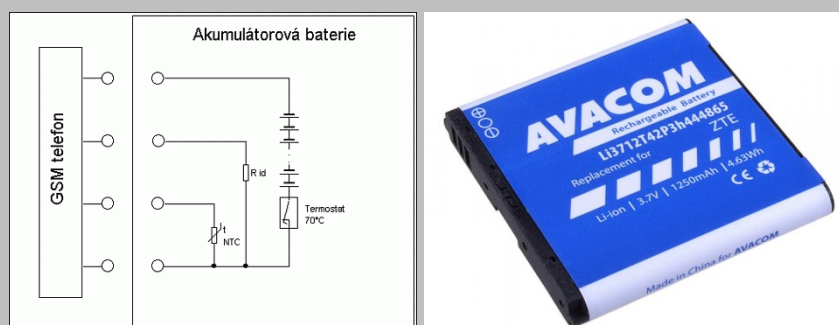 Akumulátorová baterie
GSM telefon
R id
Termostat
70°C
t
NTC
AVACOM
Rechargeable Battery
Li3712T42P3h444865
Replacement for
ZTE
Li-ion | 3.7V | 1250mAh | 4.63Wh
CE
Made in China for AVACOM